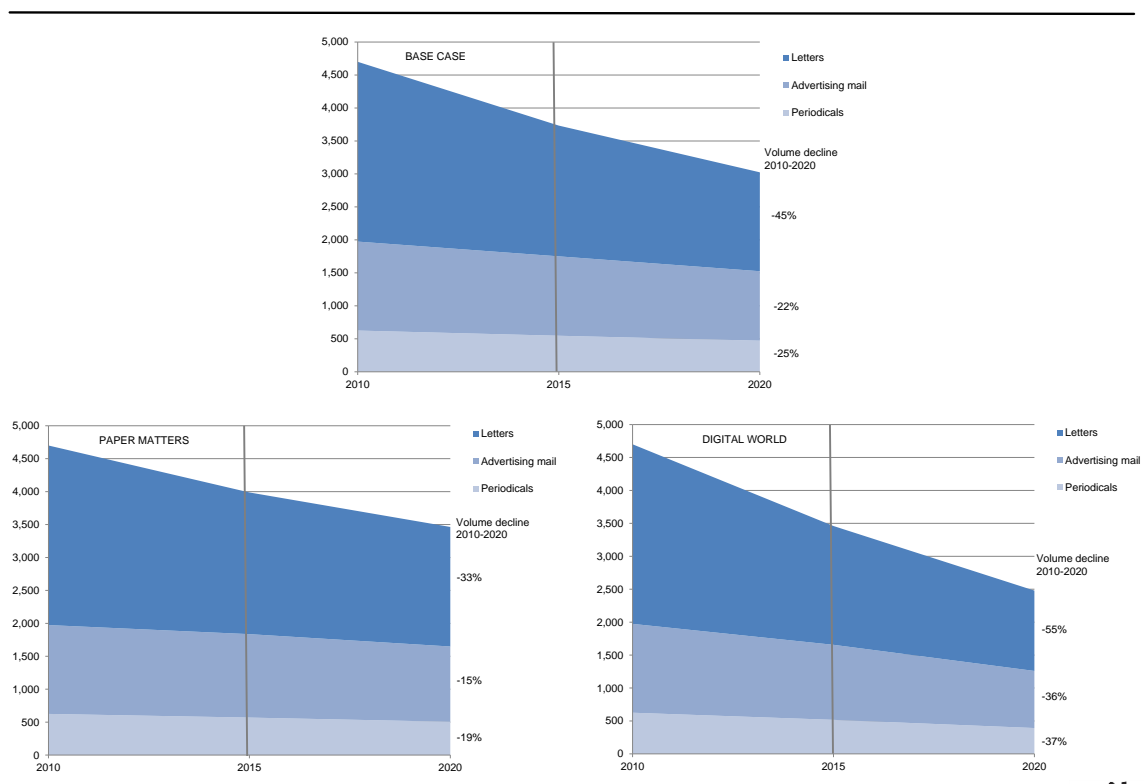 BASE CASE
5,000
4,500
4,000
3,500
3,000
2,500
2,000
1,500
1,000
500
0
2010 2015 2020
Letters
Advertising mail
Periodicals
Volume decline
2010-2020
-45%
-22%
-25%
PAPER MATTERS
5,000
4,500
4,000
3,500
3,000
2,500
2,000
1,500
1,000
500
0
2010 2015 2020
Letters
Advertising mail
Periodicals
Volume decline
2010-2020
-33%
-15%
-19%
DIGITAL WORLD
5,000
4,500
4,000
3,500
3,000
2,500
2,000
1,500
1,000
500
0
2010 2015 2020
Letters
Advertising mail
Periodicals
Volume decline
2010-2020
-55%
-36%
-37%